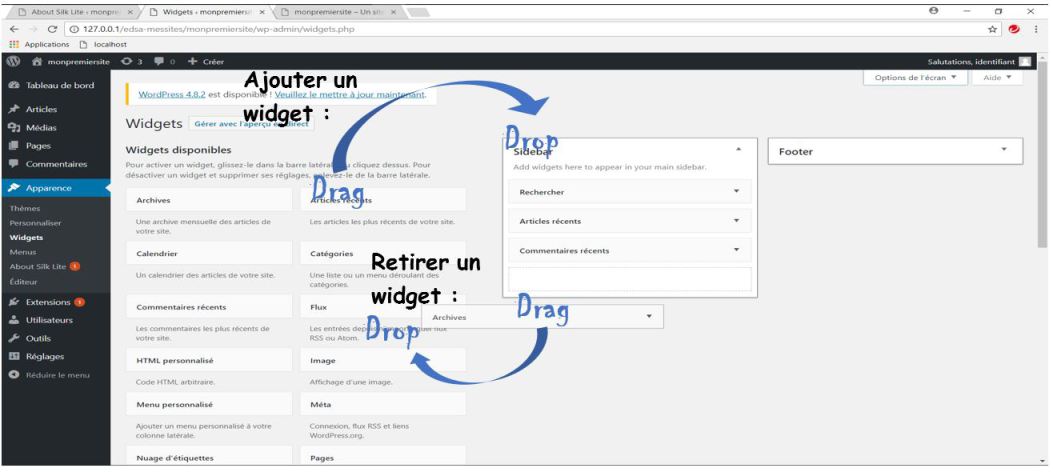 About Silk Lite ‹ monpre
Widgets ‹ monpremiersit
monpremiersite – Un site
127.0.0.1/edsa-messites/monpremiersite/wp-admin/widgets.php
Applications
localhost
monpremiersite
3
0
Créer
Salutations, identifiant
Options de l'écran ▼
Aide ▼
Tableau de bord
Articles
Médias
Pages
Commentaires
Apparence
Thèmes
Personnaliser
Widgets
Menus
About Silk Lite 1
Éditeur
Extensions 1
Utilisateurs
Outils
Réglages
Réduire le menu
WordPress 4.8.2 est disponible ! Veuillez le mettre à jour maintenant.
Ajouter un
widget :
Widgets
Gérer avec l'aperçu en direct
Widgets disponibles
Pour activer un widget, glissez-le dans la barre latérale ou cliquez dessus. Pour
désactiver un widget et supprimer ses réglages, enlevez-le de la barre latérale.
Drag
Drop
Archives
Une archive mensuelle des articles de
votre site.
Articles récents
Les articles les plus récents de votre site.
Calendrier
Un calendrier des articles de votre site.
Catégories
Une liste ou un menu déroulant des
catégories.
Commentaires récents
Les commentaires les plus récents de
votre site.
Flux
Les entrées depuis n'importe quel flux
RSS ou Atom.
HTML personnalisé
Code HTML arbitraire.
Image
Affichage d'une image.
Menu personnalisé
Ajouter un menu personnalisé à votre
colonne latérale.
Méta
Connexion, flux RSS et liens
WordPress.org.
Nuage d'étiquettes
Pages
Sidebar
Add widgets here to appear in your main sidebar.
Rechercher
Articles récents
Commentaires récents
Footer
Retirer un
widget :
Archives
Drag
Drop